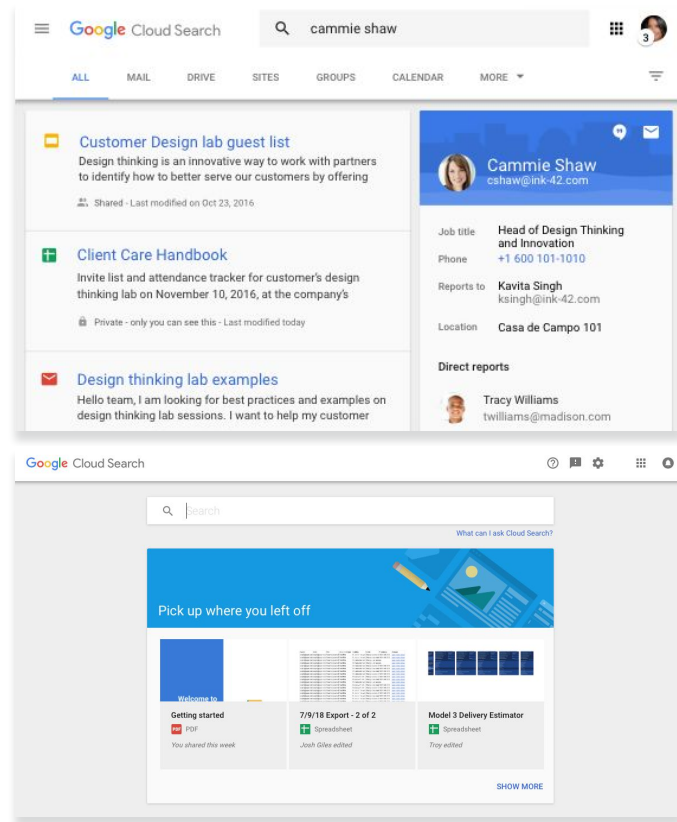 Google Cloud Search
cammie shaw
3
ALL MAIL DRIVE SITES GROUPS CALENDAR MORE
Customer Design lab guest list
Design thinking is an innovative way to work with partners
to identify how to better serve our customers by offering
Shared - Last modified on Oct 23, 2016
Client Care Handbook
Invite list and attendance tracker for customer's design
thinking lab on November 10, 2016, at the company's
Private - only you can see this - Last modified today
Design thinking lab examples
Hello team, I am looking for best practices and examples on
design thinking lab sessions. I want to help my customer
Cammie Shaw
cshaw@ink-42.com
Job title Head of Design Thinking
and Innovation
Phone +1 600 101-1010
Reports to Kavita Singh
ksingh@ink-42.com
Location Casa de Campo 101
Direct reports
Tracy Williams
twilliams@madison.com
Google Cloud Search
Search
What can I ask Cloud Search?
Pick up where you left off
Welcome to
Getting started
PDF PDF
You shared this week
7/9/18 Export - 2 of 2
Spreadsheet
Josh Giles edited
Model 3 Delivery Estimator
Spreadsheet
Troy edited
SHOW MORE